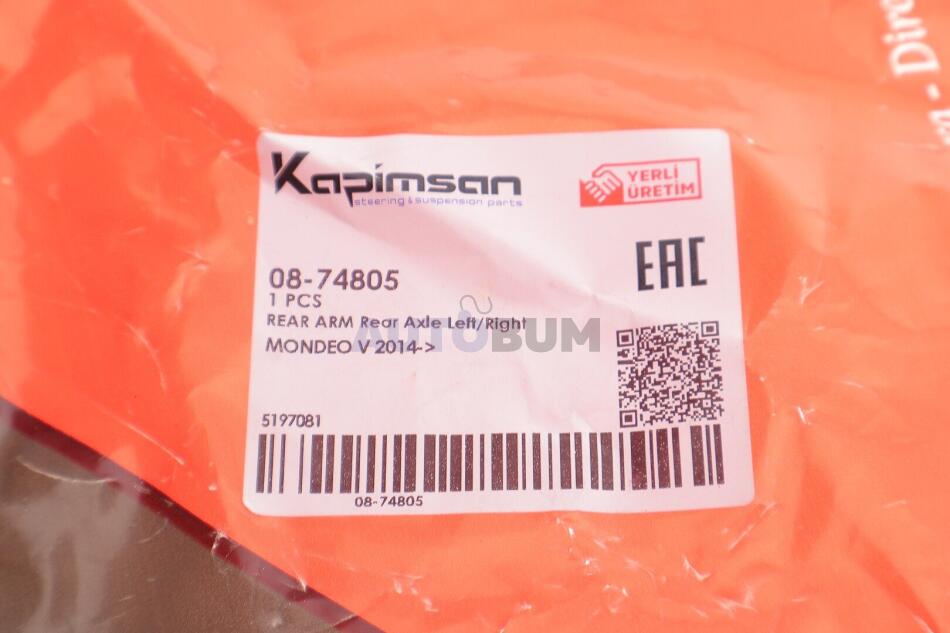 Kapimsan
steering & suspension parts
YERLİ
ÜRETİM
EAC
08-74805
1 PCS
REAR ARM Rear Axle Left/Right
MONDEO V 2014->
AUTOBUM
5197081
08-74805